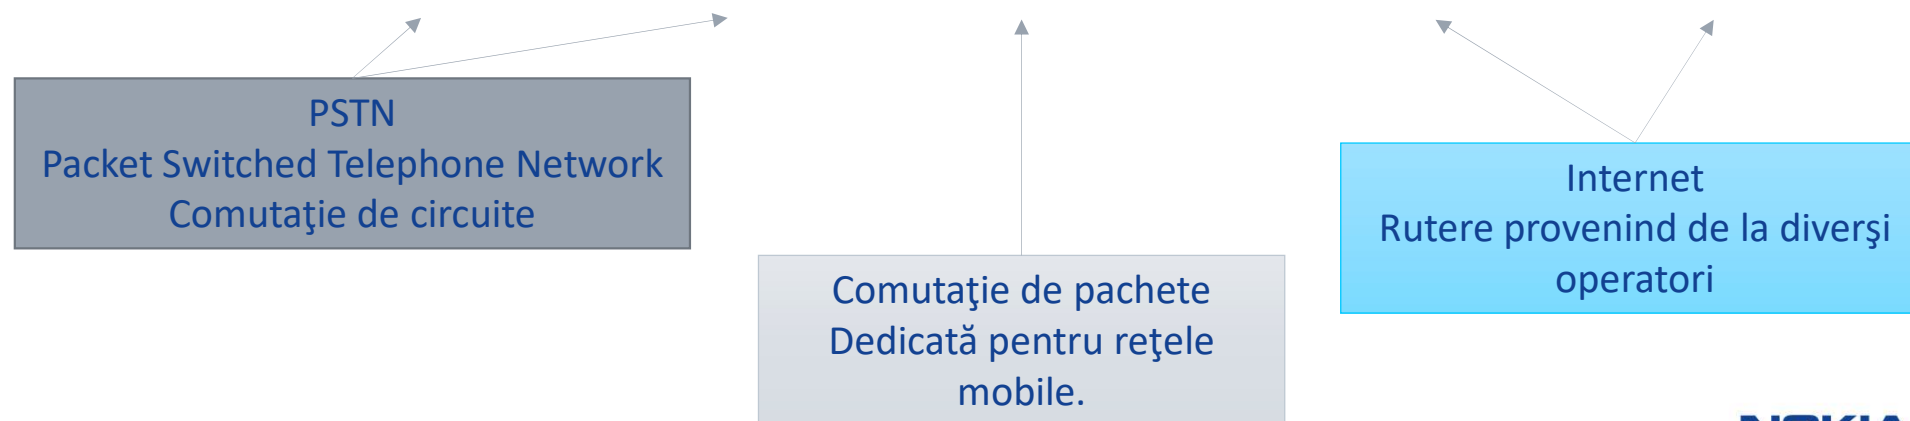 PSTN
Packet Switched Telephone Network
Comutaţie de circuite
Internet
Rutere provenind de la diverşi
operatori
Comutaţie de pachete
Dedicată pentru reţele
mobile.
NOKIA